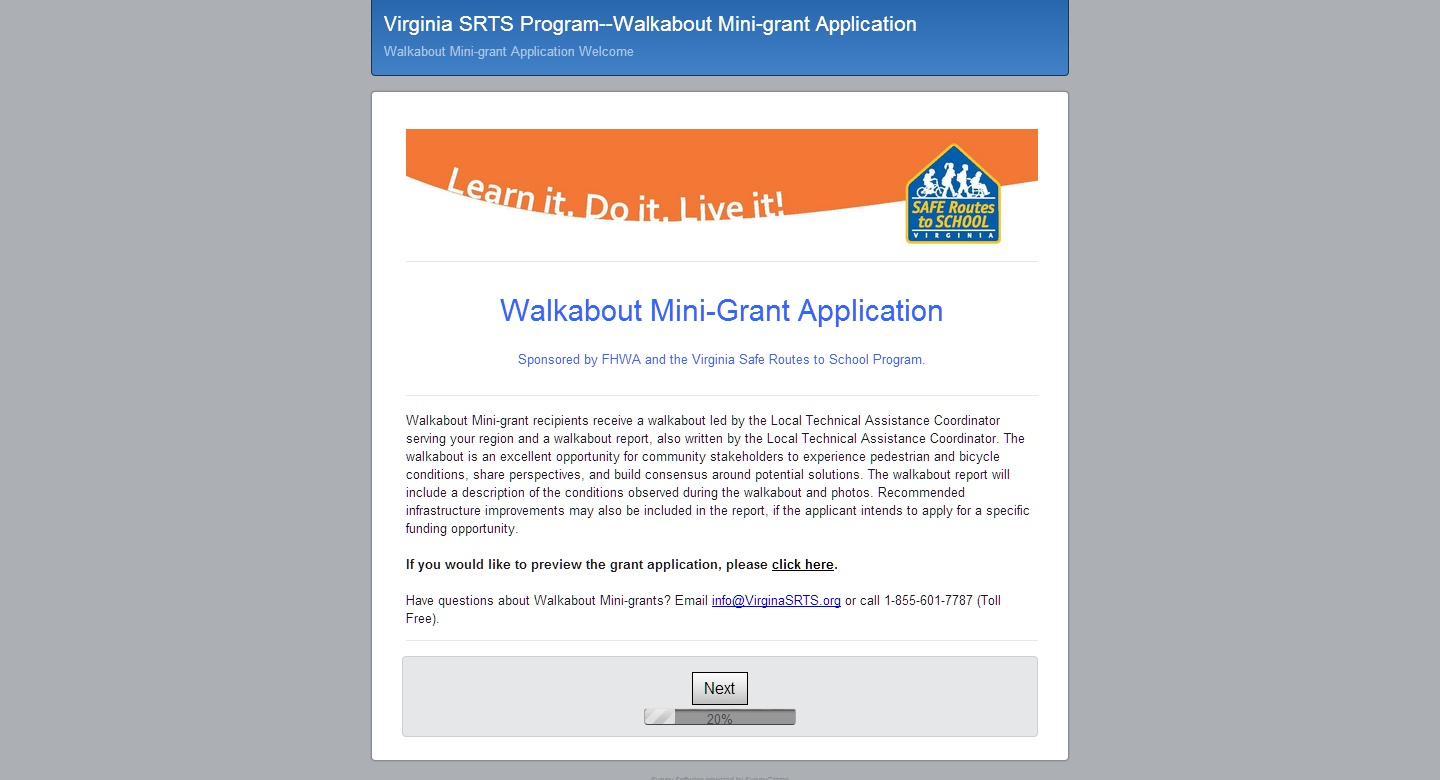 Virginia SRTS Program--Walkabout Mini-grant Application
Walkabout Mini-grant Application Welcome
Learn it. Do it. Live it!
SAFE Routes
to SCHOOL
VIRGINIA
Walkabout Mini-Grant Application
Sponsored by FHWA and the Virginia Safe Routes to School Program.
Walkabout Mini-grant recipients receive a walkabout led by the Local Technical Assistance Coordinator
serving your region and a walkabout report, also written by the Local Technical Assistance Coordinator. The
walkabout is an excellent opportunity for community stakeholders to experience pedestrian and bicycle
conditions, share perspectives, and build consensus around potential solutions. The walkabout report will
include a description of the conditions observed during the walkabout and photos. Recommended
infrastructure improvements may also be included in the report, if the applicant intends to apply for a specific
funding opportunity.
If you would like to preview the grant application, please click here.
Have questions about Walkabout Mini-grants? Email info@VirginaSRTS.org or call 1-855-601-7787 (Toll
Free).
Next
20%